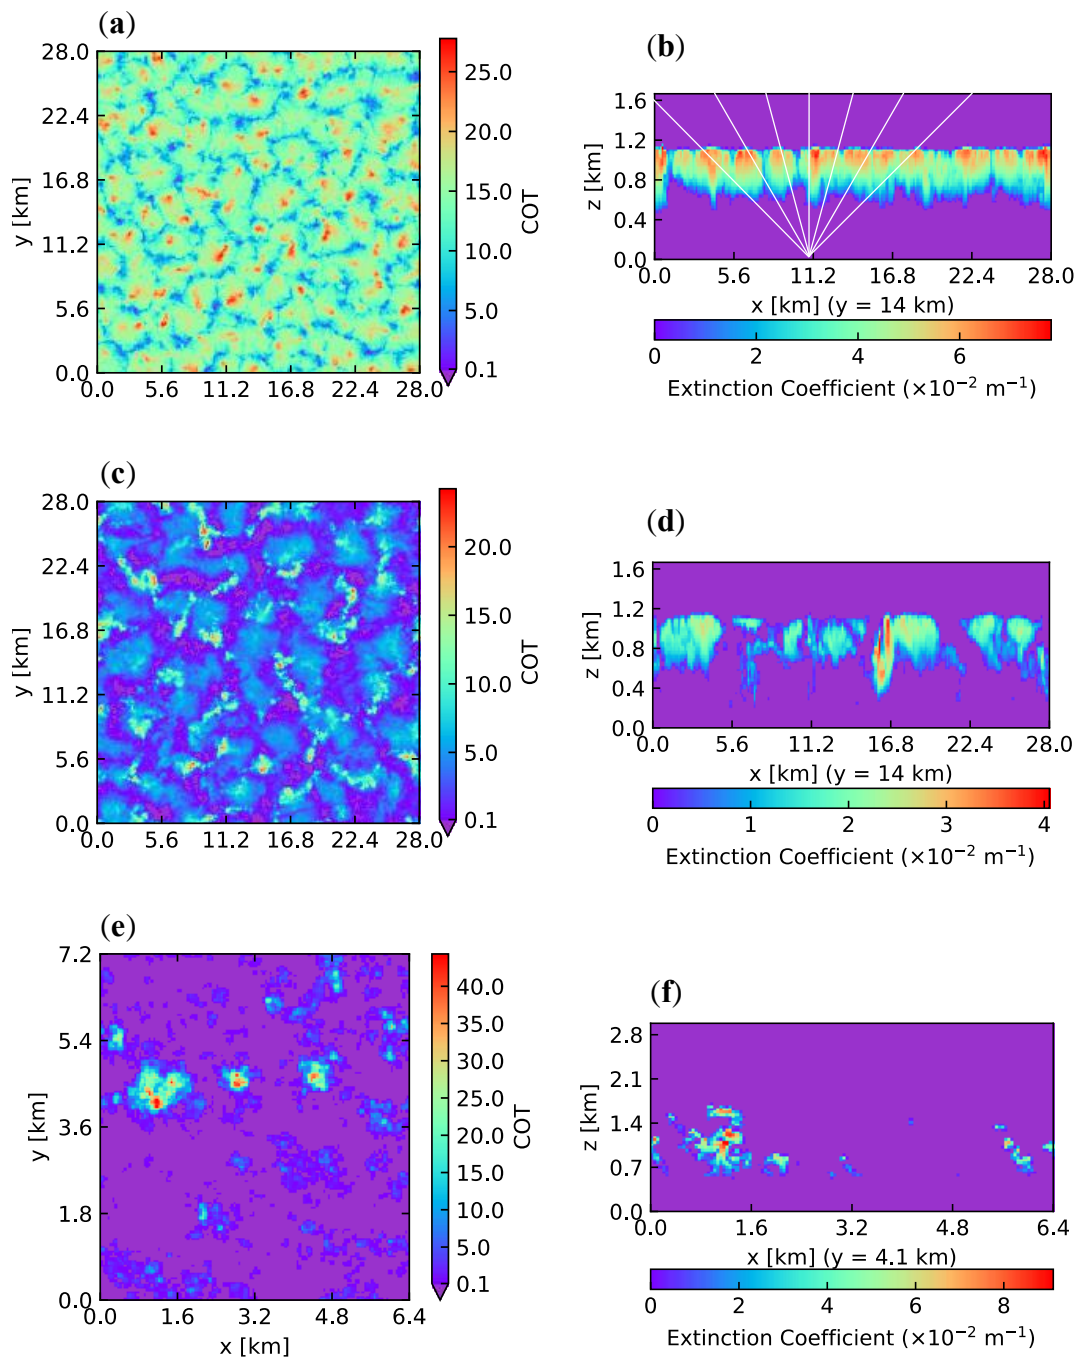 (a)
28.0
22.4
16.8
11.2
5.6
0.0
y [km]
0.0 5.6 11.2 16.8 22.4 28.0
25.0
20.0
15.0
10.0
5.0
0.1
COT
(b)
1.6
1.2
0.8
0.4
0.0
z [km]
0.0 5.6 11.2 16.8 22.4 28.0
x [km] (y = 14 km)
0 2 4 6
Extinction Coefficient (×10⁻² m⁻¹)
(c)
28.0
22.4
16.8
11.2
5.6
0.0
y [km]
0.0 5.6 11.2 16.8 22.4 28.0
20.0
15.0
10.0
5.0
0.1
COT
(d)
1.6
1.2
0.8
0.4
0.0
z [km]
0.0 5.6 11.2 16.8 22.4 28.0
x [km] (y = 14 km)
0 1 2 3 4
Extinction Coefficient (×10⁻² m⁻¹)
(e)
7.2
5.4
3.6
1.8
0.0
y [km]
0.0 1.6 3.2 4.8 6.4
x [km]
40.0
35.0
30.0
25.0
20.0
15.0
10.0
5.0
0.1
COT
(f)
2.8
2.1
1.4
0.7
0.0
z [km]
0.0 1.6 3.2 4.8 6.4
x [km] (y = 4.1 km)
0 2 4 6 8
Extinction Coefficient (×10⁻² m⁻¹)